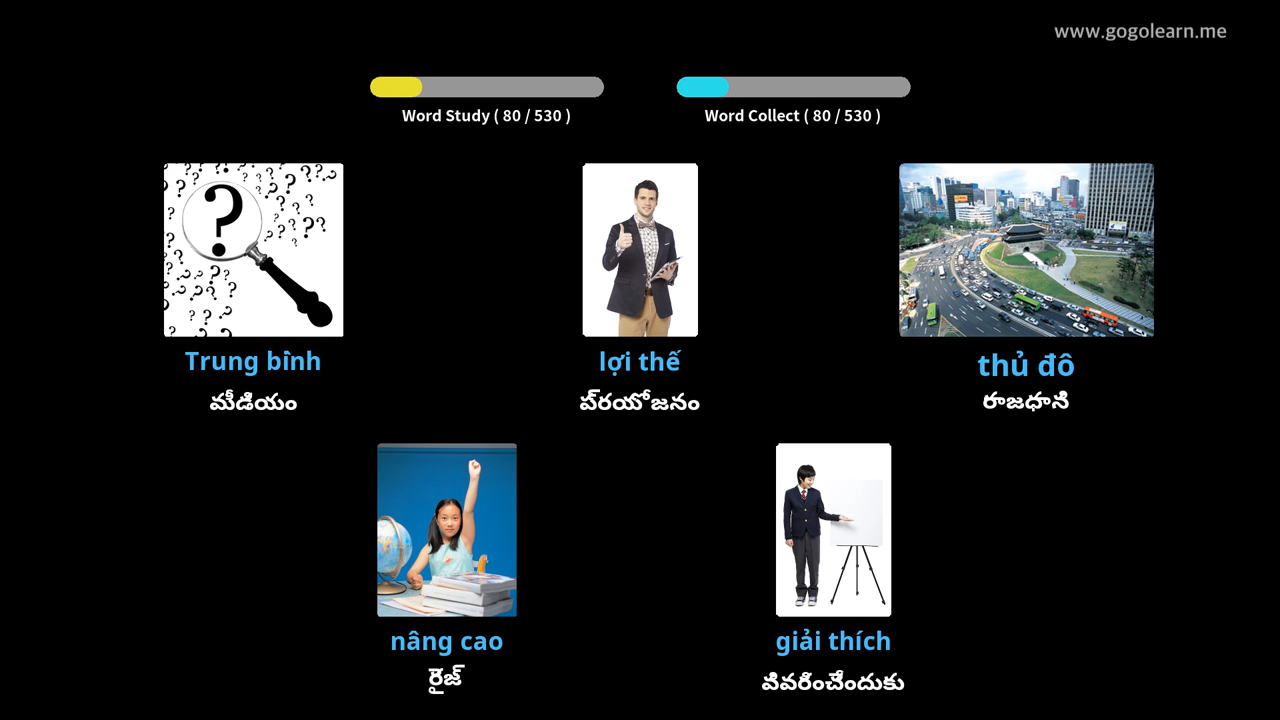 www.gogolearn.me
Word Study ( 80 / 530 )
Word Collect ( 80 / 530 )
Trung bình
మీడియం
lợi thế
ప్రయోజనం
thủ đô
రాజధాని
nâng cao
రైజ్
giải thích
వివరించేందుకు